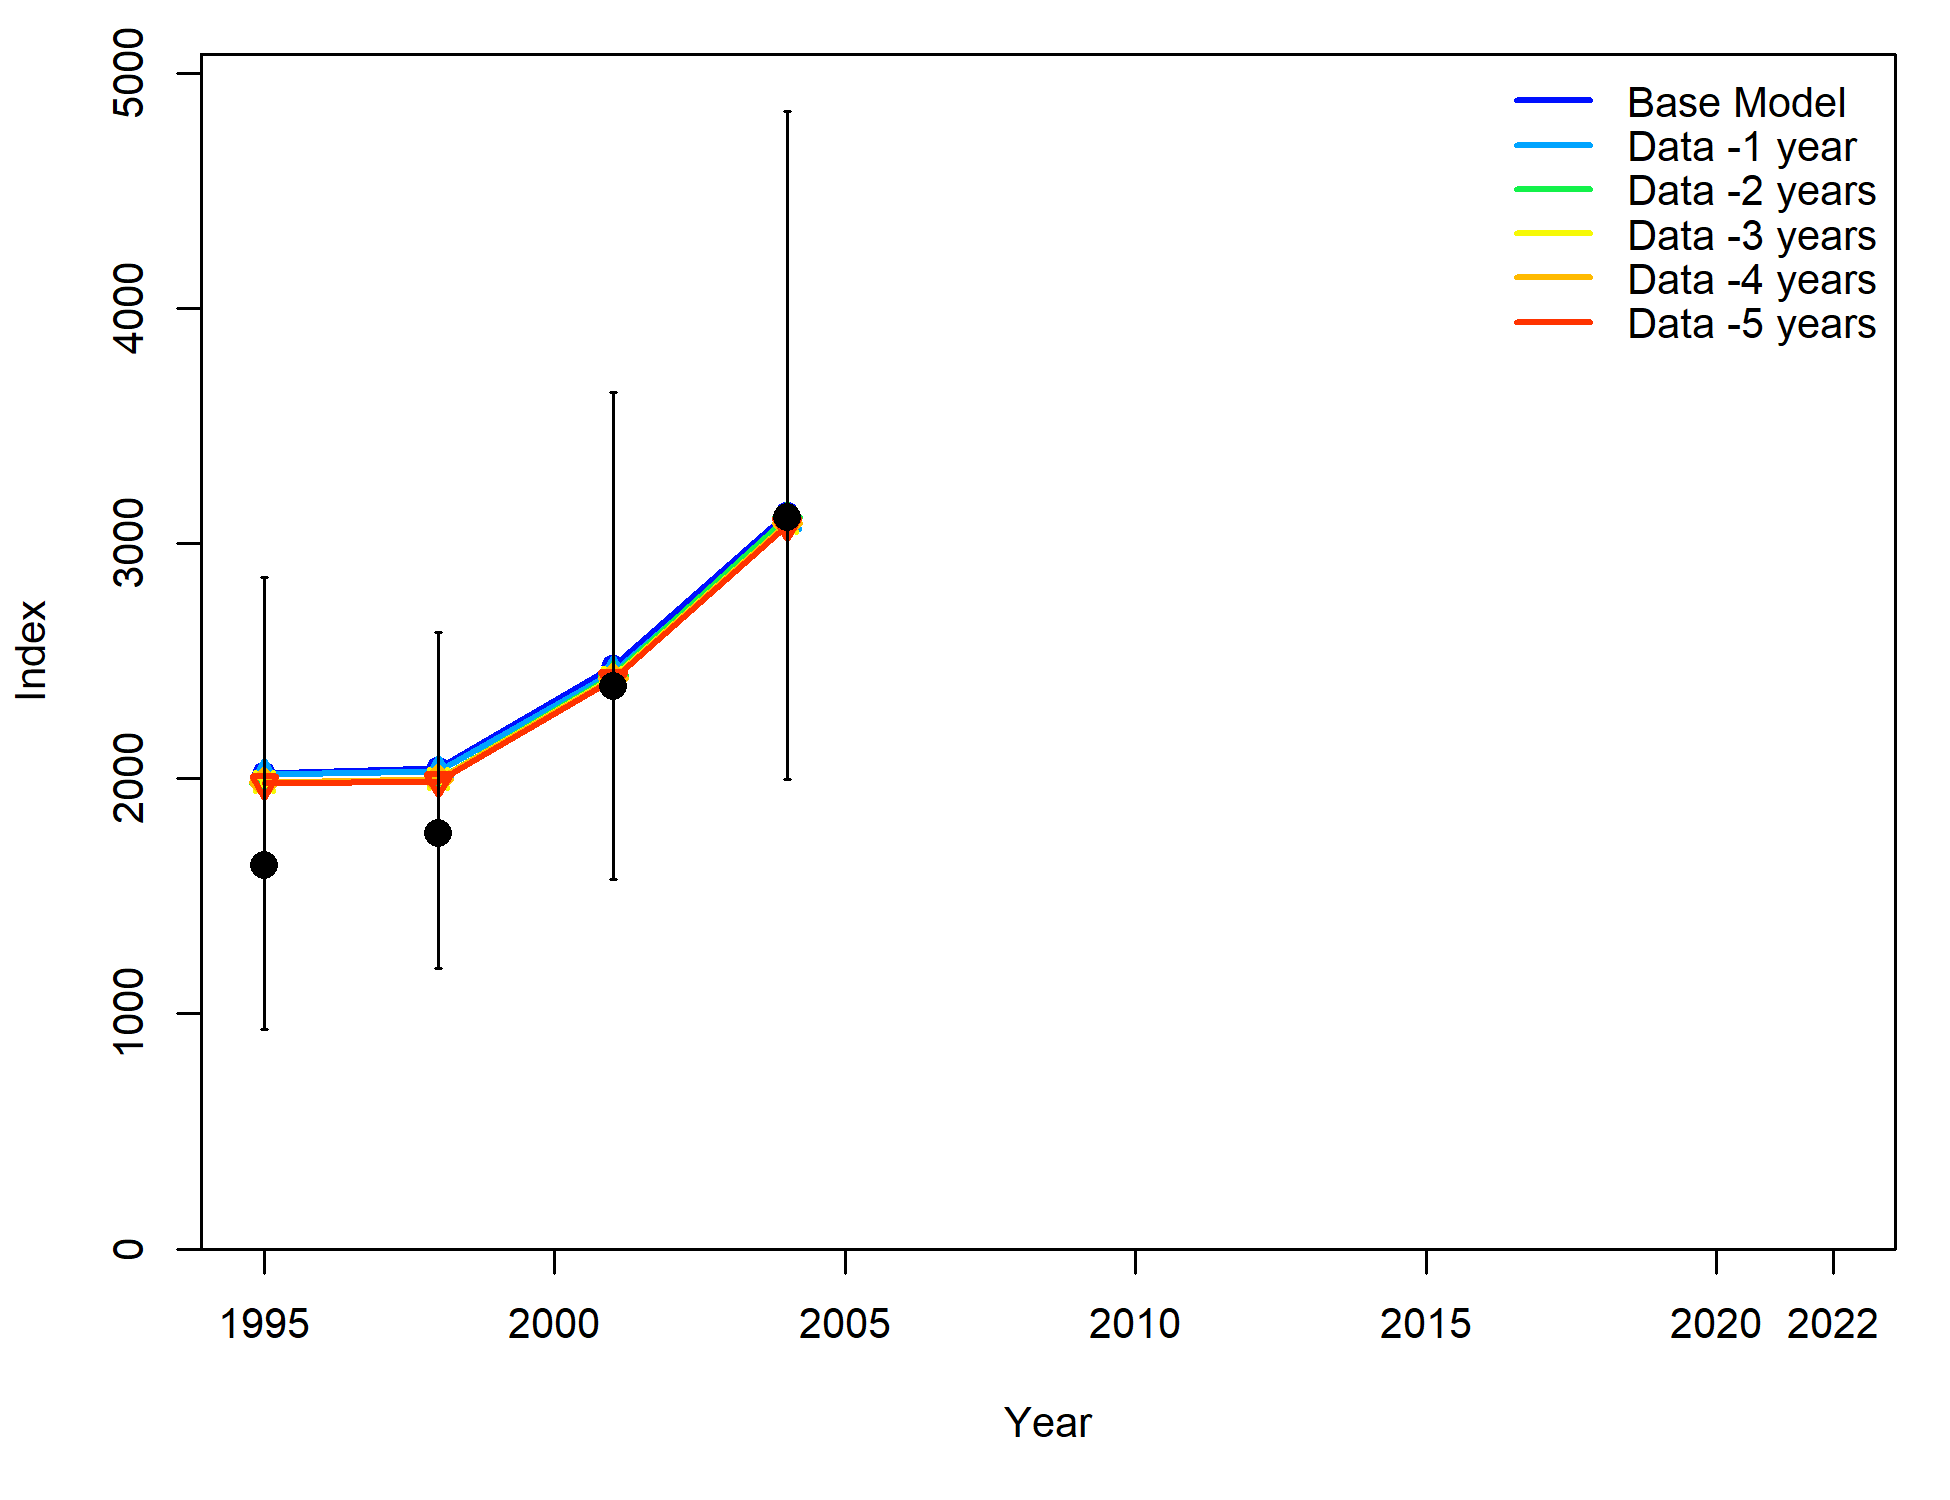 5000
4000
3000
2000
1000
0
Index
Base Model
Data -1 year
Data -2 years
Data -3 years
Data -4 years
Data -5 years
1995 2000 2005 2010 2015 2020 2022
Year